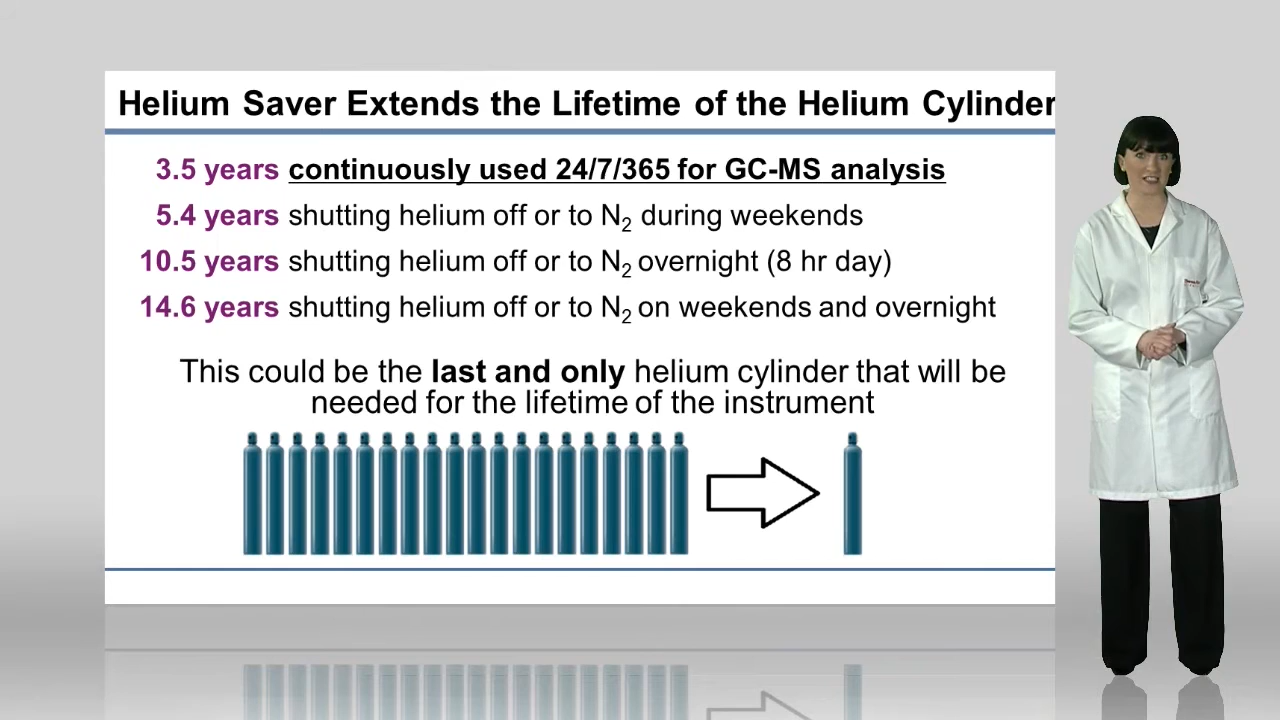 Helium Saver Extends the Lifetime of the Helium Cylinder
3.5 years continuously used 24/7/365 for GC-MS analysis
5.4 years shutting helium off or to N₂ during weekends
10.5 years shutting helium off or to N₂ overnight (8 hr day)
14.6 years shutting helium off or to N₂ on weekends and overnight
This could be the last and only helium cylinder that will be
needed for the lifetime of the instrument